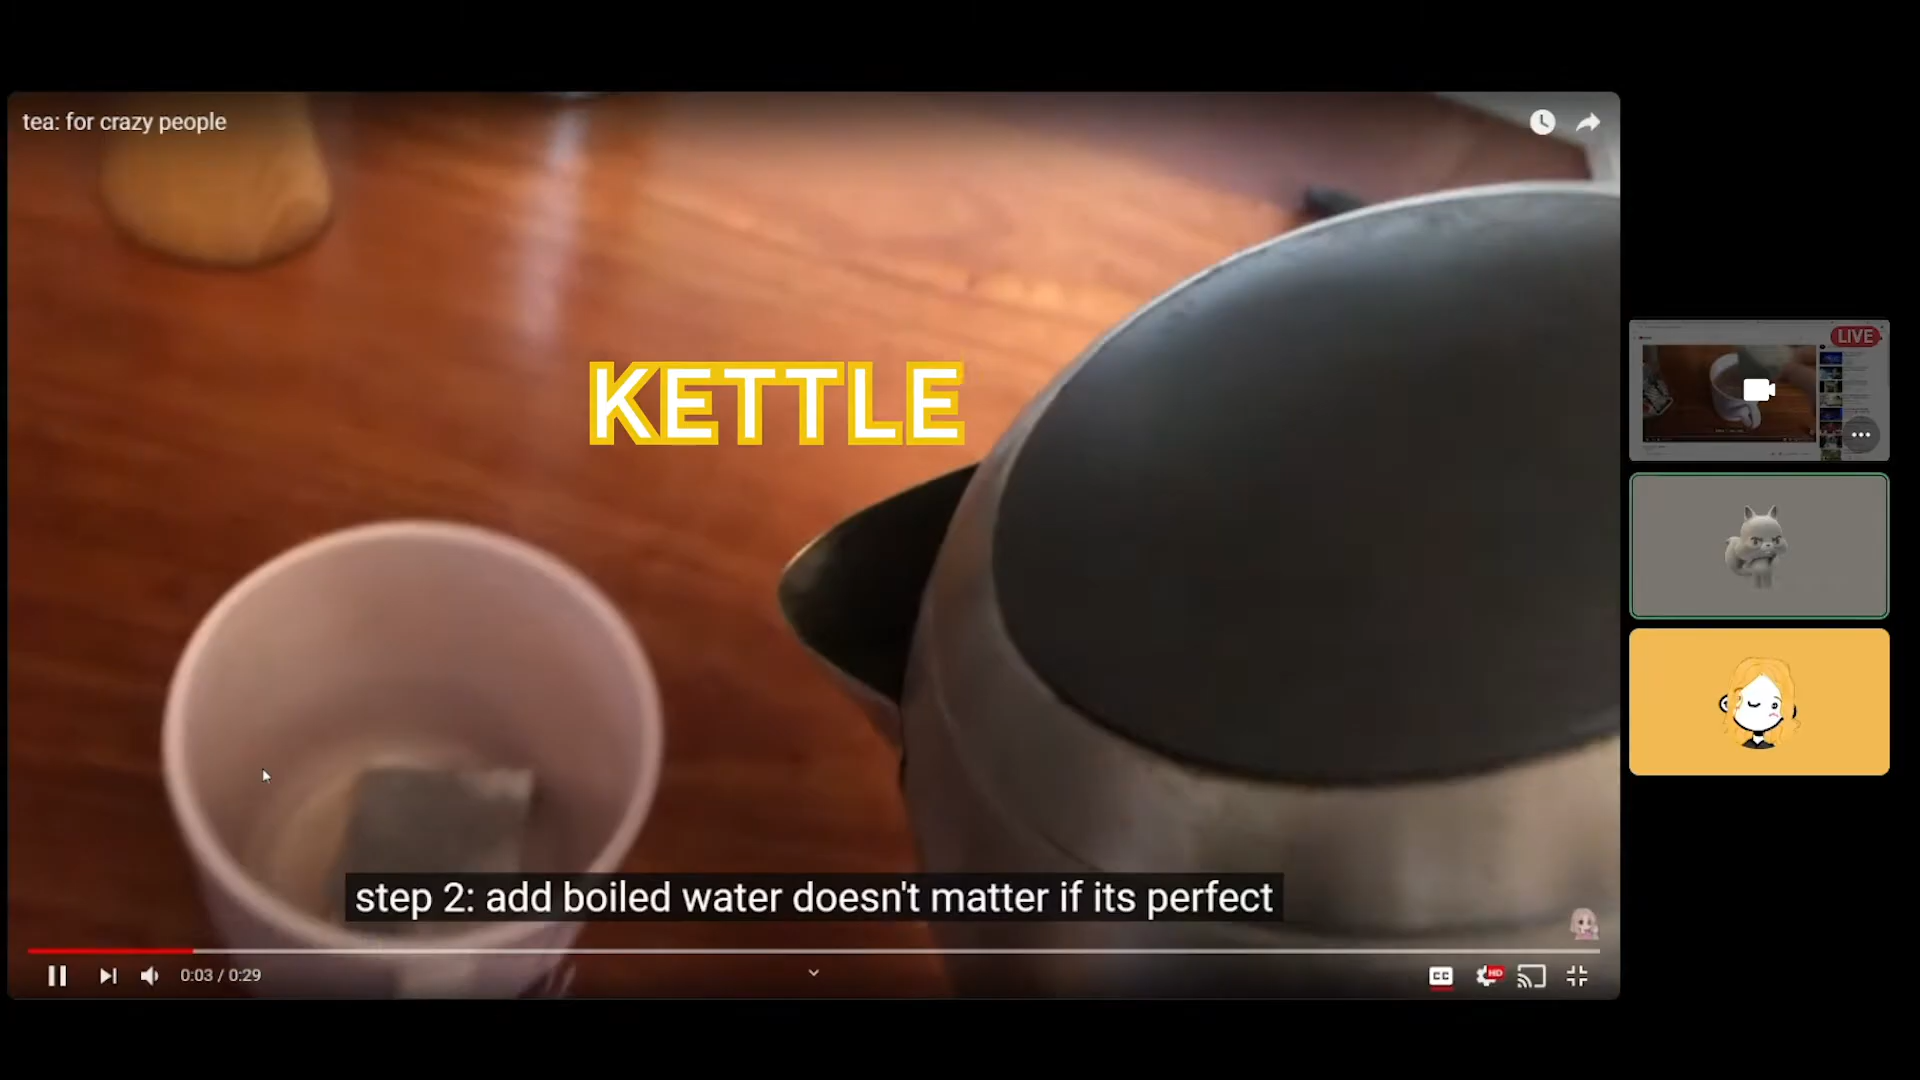 tea: for crazy people
LIVE
KETTLE
step 2: add boiled water doesn't matter if its perfect
0:03 / 0:29
CC
HD